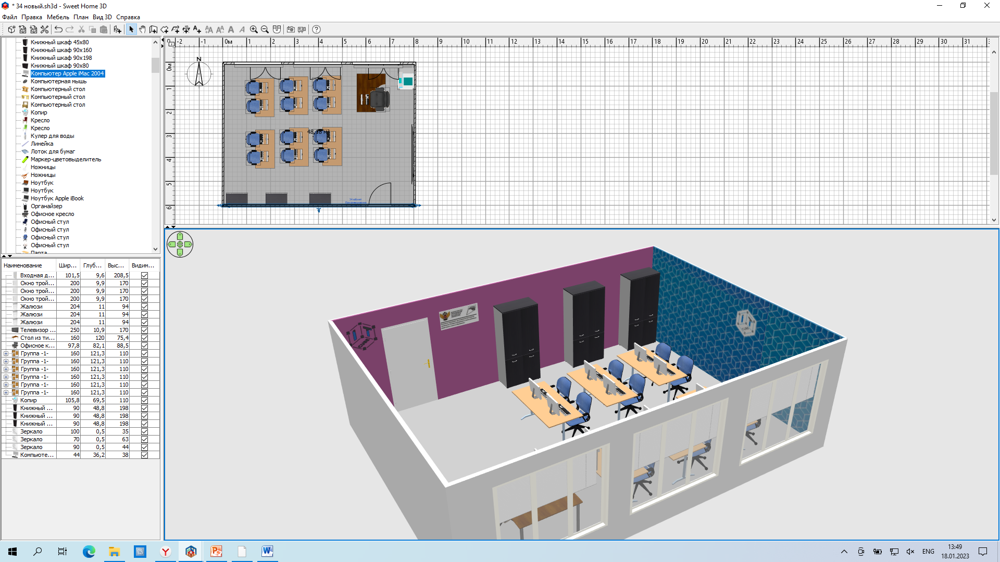 * 34 новый.sh3d - Sweet Home 3D
Файл Правка Мебель План Вид 3D Справка
Книжный шкаф 45x80
Книжный шкаф 90x160
Книжный шкаф 90x198
Книжный шкаф 90x80
Компьютер Apple iMac 2004
Компьютерная мышь
Компьютерный стол
Компьютерный стол
Компьютерный стол
Копир
Кресло
Кресло
Кулер для воды
Линейка
Лоток для бумаг
Маркер-цветовыделитель
Ножницы
Ножницы
Ноутбук
Ноутбук
Ноутбук Apple iBook
Органайзер
Офисное кресло
Офисный стул
Офисный стул
Офисный стул
Офисный стул
Парта
-2 -1 0м 1 2 3 4 5 6 7 8 9 10 11 12 13 14 15 16 17 18 19 20 21 22 23 24 25 26 27 28 29 30 31
0м
1
2
3
4
5
6
N
34 кабинет
Наименование Шир... Глуб... Выс... Видим...
Входная д... 101,5 9,6 208,5
Окно трой... 200 9,9 170
Окно трой... 200 9,9 170
Окно трой... 200 9,9 170
Жалюзи 204 11 94
Жалюзи 204 11 94
Жалюзи 204 11 94
Телевизор ... 250 10,9 170
Стол из ти... 160 120 75,4
Офисное к... 97,8 82,1 88,5
Группа -1- 160 121,3 110
Группа -1- 160 121,3 110
Группа -1- 160 121,3 110
Группа -1- 160 121,3 110
Группа -1- 160 121,3 110
Группа -1- 160 121,3 110
Копир 105,8 69,5 110
Книжный ... 90 48,8 198
Книжный ... 90 48,8 198
Книжный ... 90 48,8 198
Зеркало 100 0,5 35
Зеркало 70 0,5 63
Зеркало 90 0,5 44
Компьюте... 44 36,2 38
IT
CUBE
IT
CUBE
ENG
13:49
18.01.2023